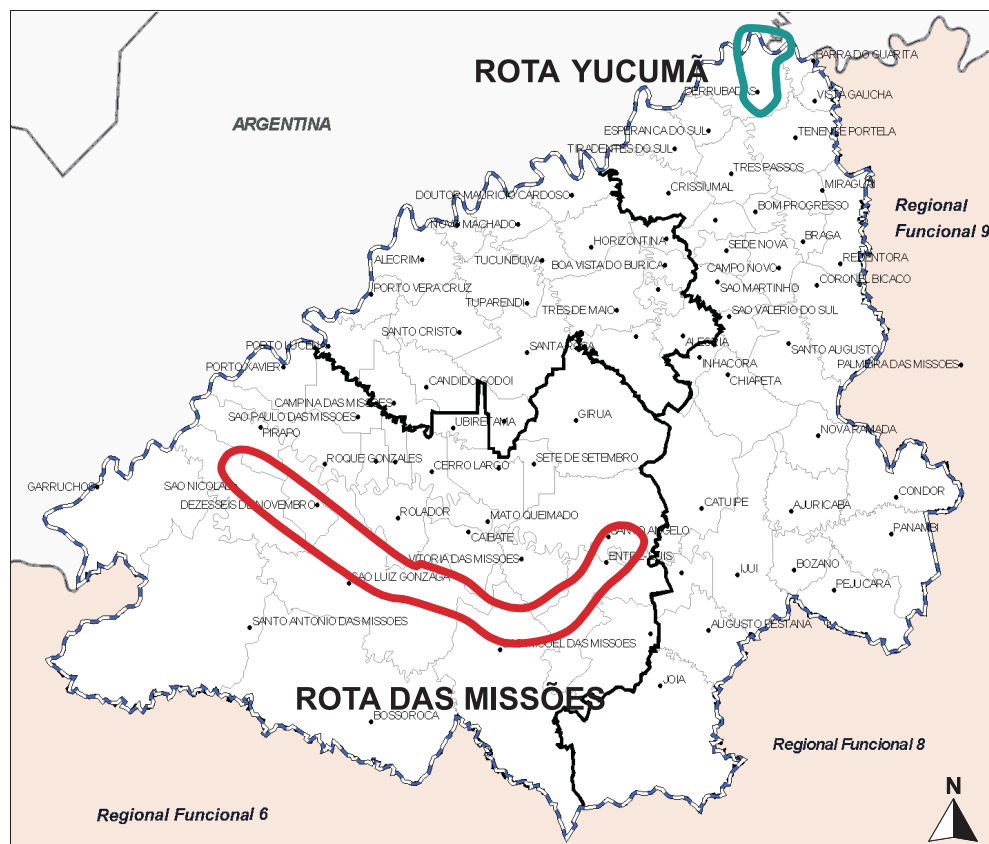 BARRA DO GUARITA
ROTA YUCUMÃ
DERRUBADAS
VISTA GAUCHA
ARGENTINA
ESPERANCA DO SUL
TENENTE PORTELA
TIRADENTES DO SUL
TRES PASSOS
CRISSIUMAL
MIRAGUAI
DOUTOR MAURICIO CARDOSO
BOM PROGRESSO
Regional
Funcional 9
NOVO MACHADO
BRAGA
HORIZONTINA
SEDE NOVA
ALECRIM
TUCUNDUVA
BOA VISTA DO BURICA
CAMPO NOVO
REDENTORA
CORONEL BICACO
PORTO VERA CRUZ
SAO MARTINHO
TUPARENDI
TRES DE MAIO
SAO VALERIO DO SUL
SANTO CRISTO
PORTO LUCENA
SANTA ROSA
ALEGRIA
SANTO AUGUSTO
PORTO XAVIER
INHACORA
PALMEIRA DAS MISSOES
CHIAPETA
CANDIDO GODOI
CAMPINA DAS MISSOES
SAO PAULO DAS MISSOES
UBIRETAMA
GIRUA
PIRAPO
NOVA RAMADA
ROQUE GONZALES
CERRO LARGO
SETE DE SETEMBRO
GARRUCHOS
SAO NICOLAU
DEZESSEIS DE NOVEMBRO
CATUIPE
AJURICABA
CONDOR
ROLADOR
MATO QUEIMADO
CAIBATE
SANTO ANGELO
PANAMBI
VITORIA DAS MISSOES
ENTRE-IJUIS
IJUI
BOZANO
SAO LUIZ GONZAGA
PEJUCARA
SANTO ANTONIO DAS MISSOES
AUGUSTO PESTANA
MIGUEL DAS MISSOES
JOIA
ROTA DAS MISSÕES
BOSSOROCA
Regional Funcional 8
N
Regional Funcional 6